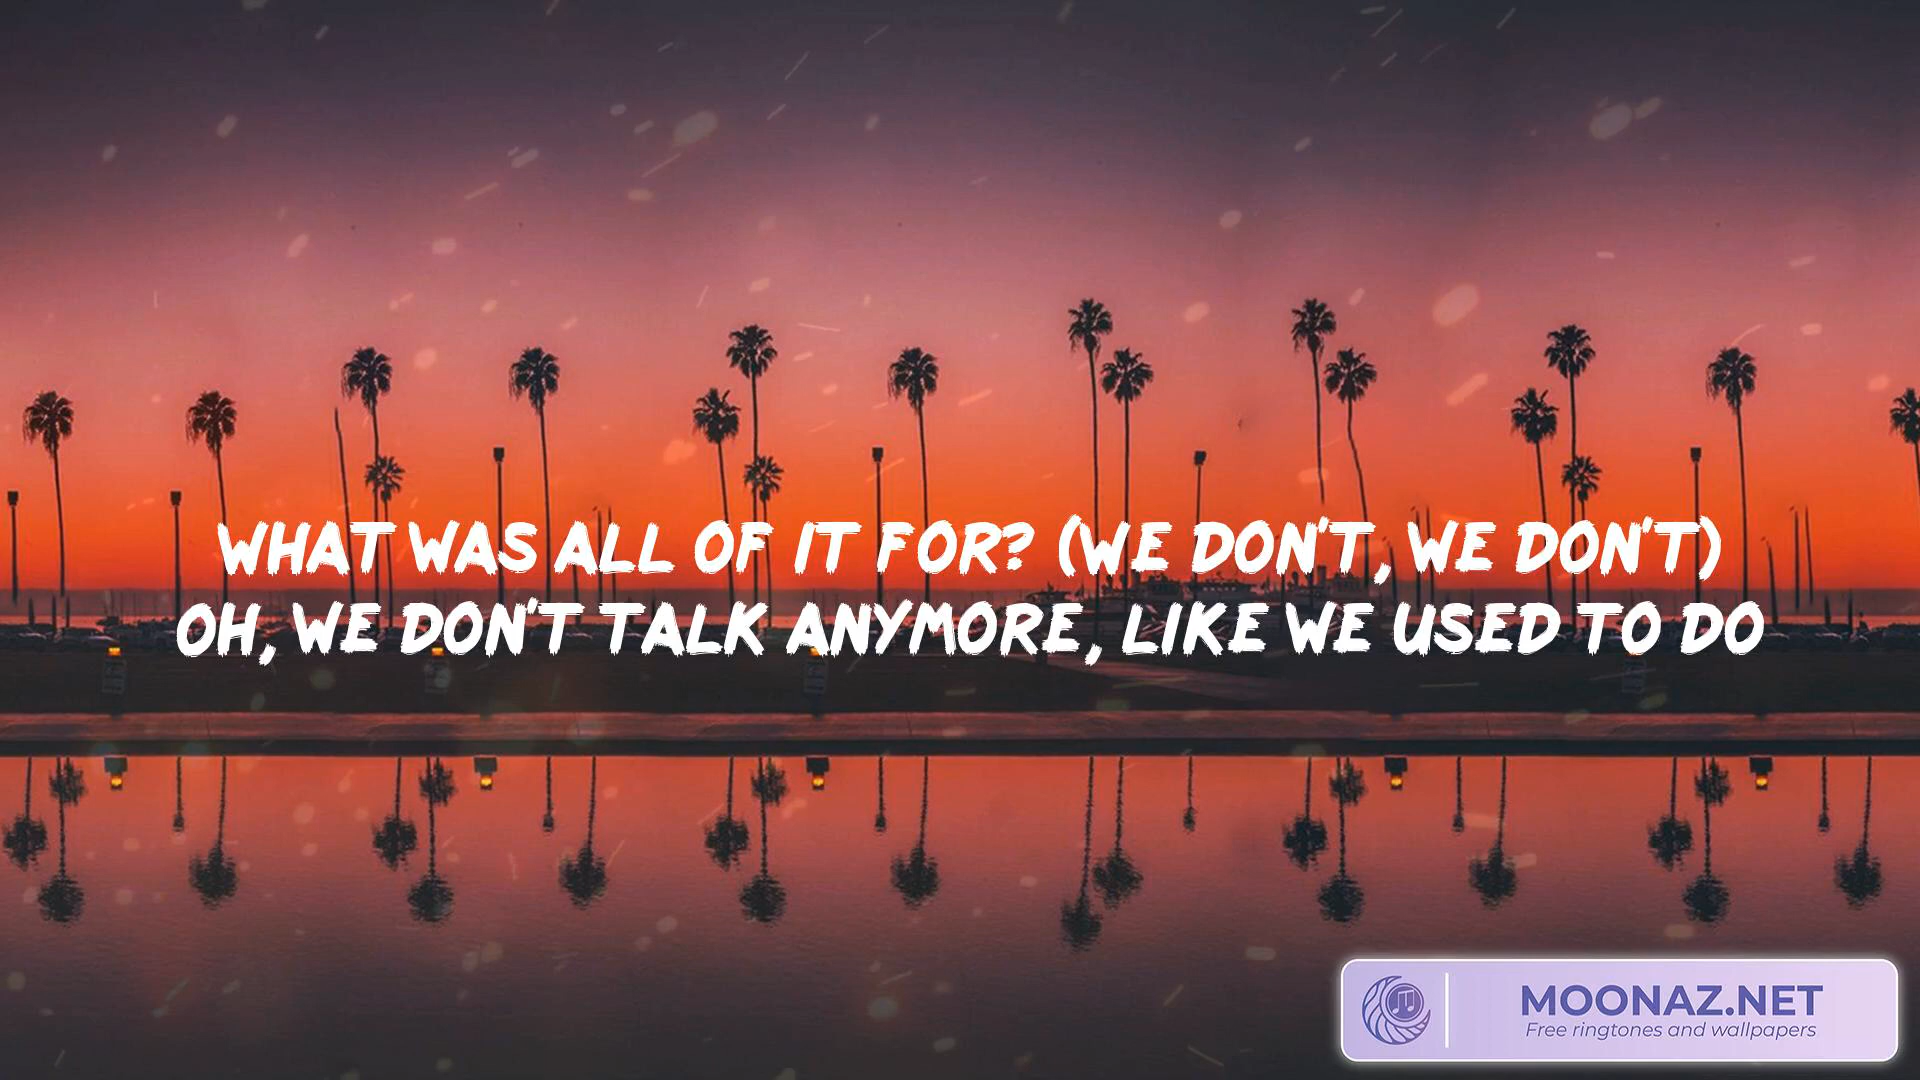 WHAT WAS ALL OF IT FOR? (WE DON'T, WE DON'T)
OH, WE DON'T TALK ANYMORE, LIKE WE USED TO DO
MOONAZ.NET
Free ringtones and wallpapers